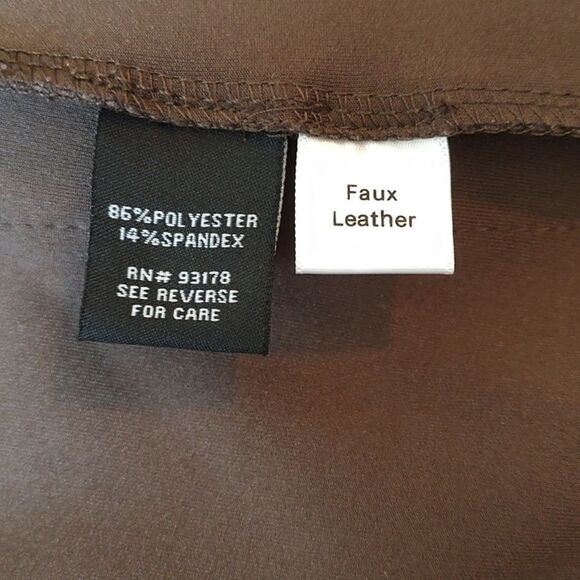 86%POLYESTER
14%SPANDEX
RN# 93178
SEE REVERSE
FOR CARE
Faux
Leather